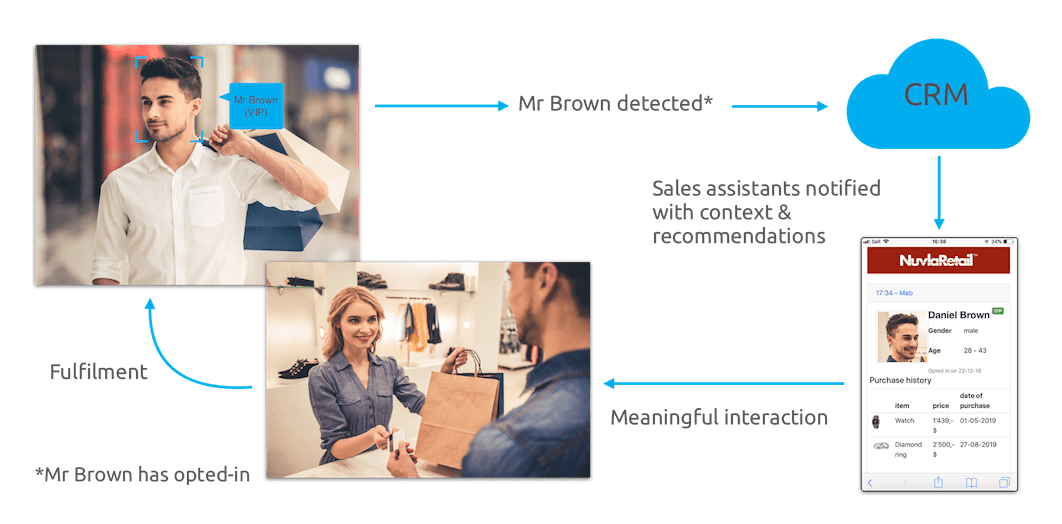 Mr Brown
(VIP)
Mr Brown detected*
CRM
Sales assistants notified
with context &
recommendations
Salt
16:38
34%
NuvlaRetail™
17:34 - Meb
Daniel Brown
VIP
Gender male
Age 28 - 43
Opted in on 22-12-18
Purchase history
item price date of
purchase
Watch 1'439,- 01-05-2019
$
Diamond 2'500,- 27-08-2019
ring $
Meaningful interaction
Fulfilment
*Mr Brown has opted-in